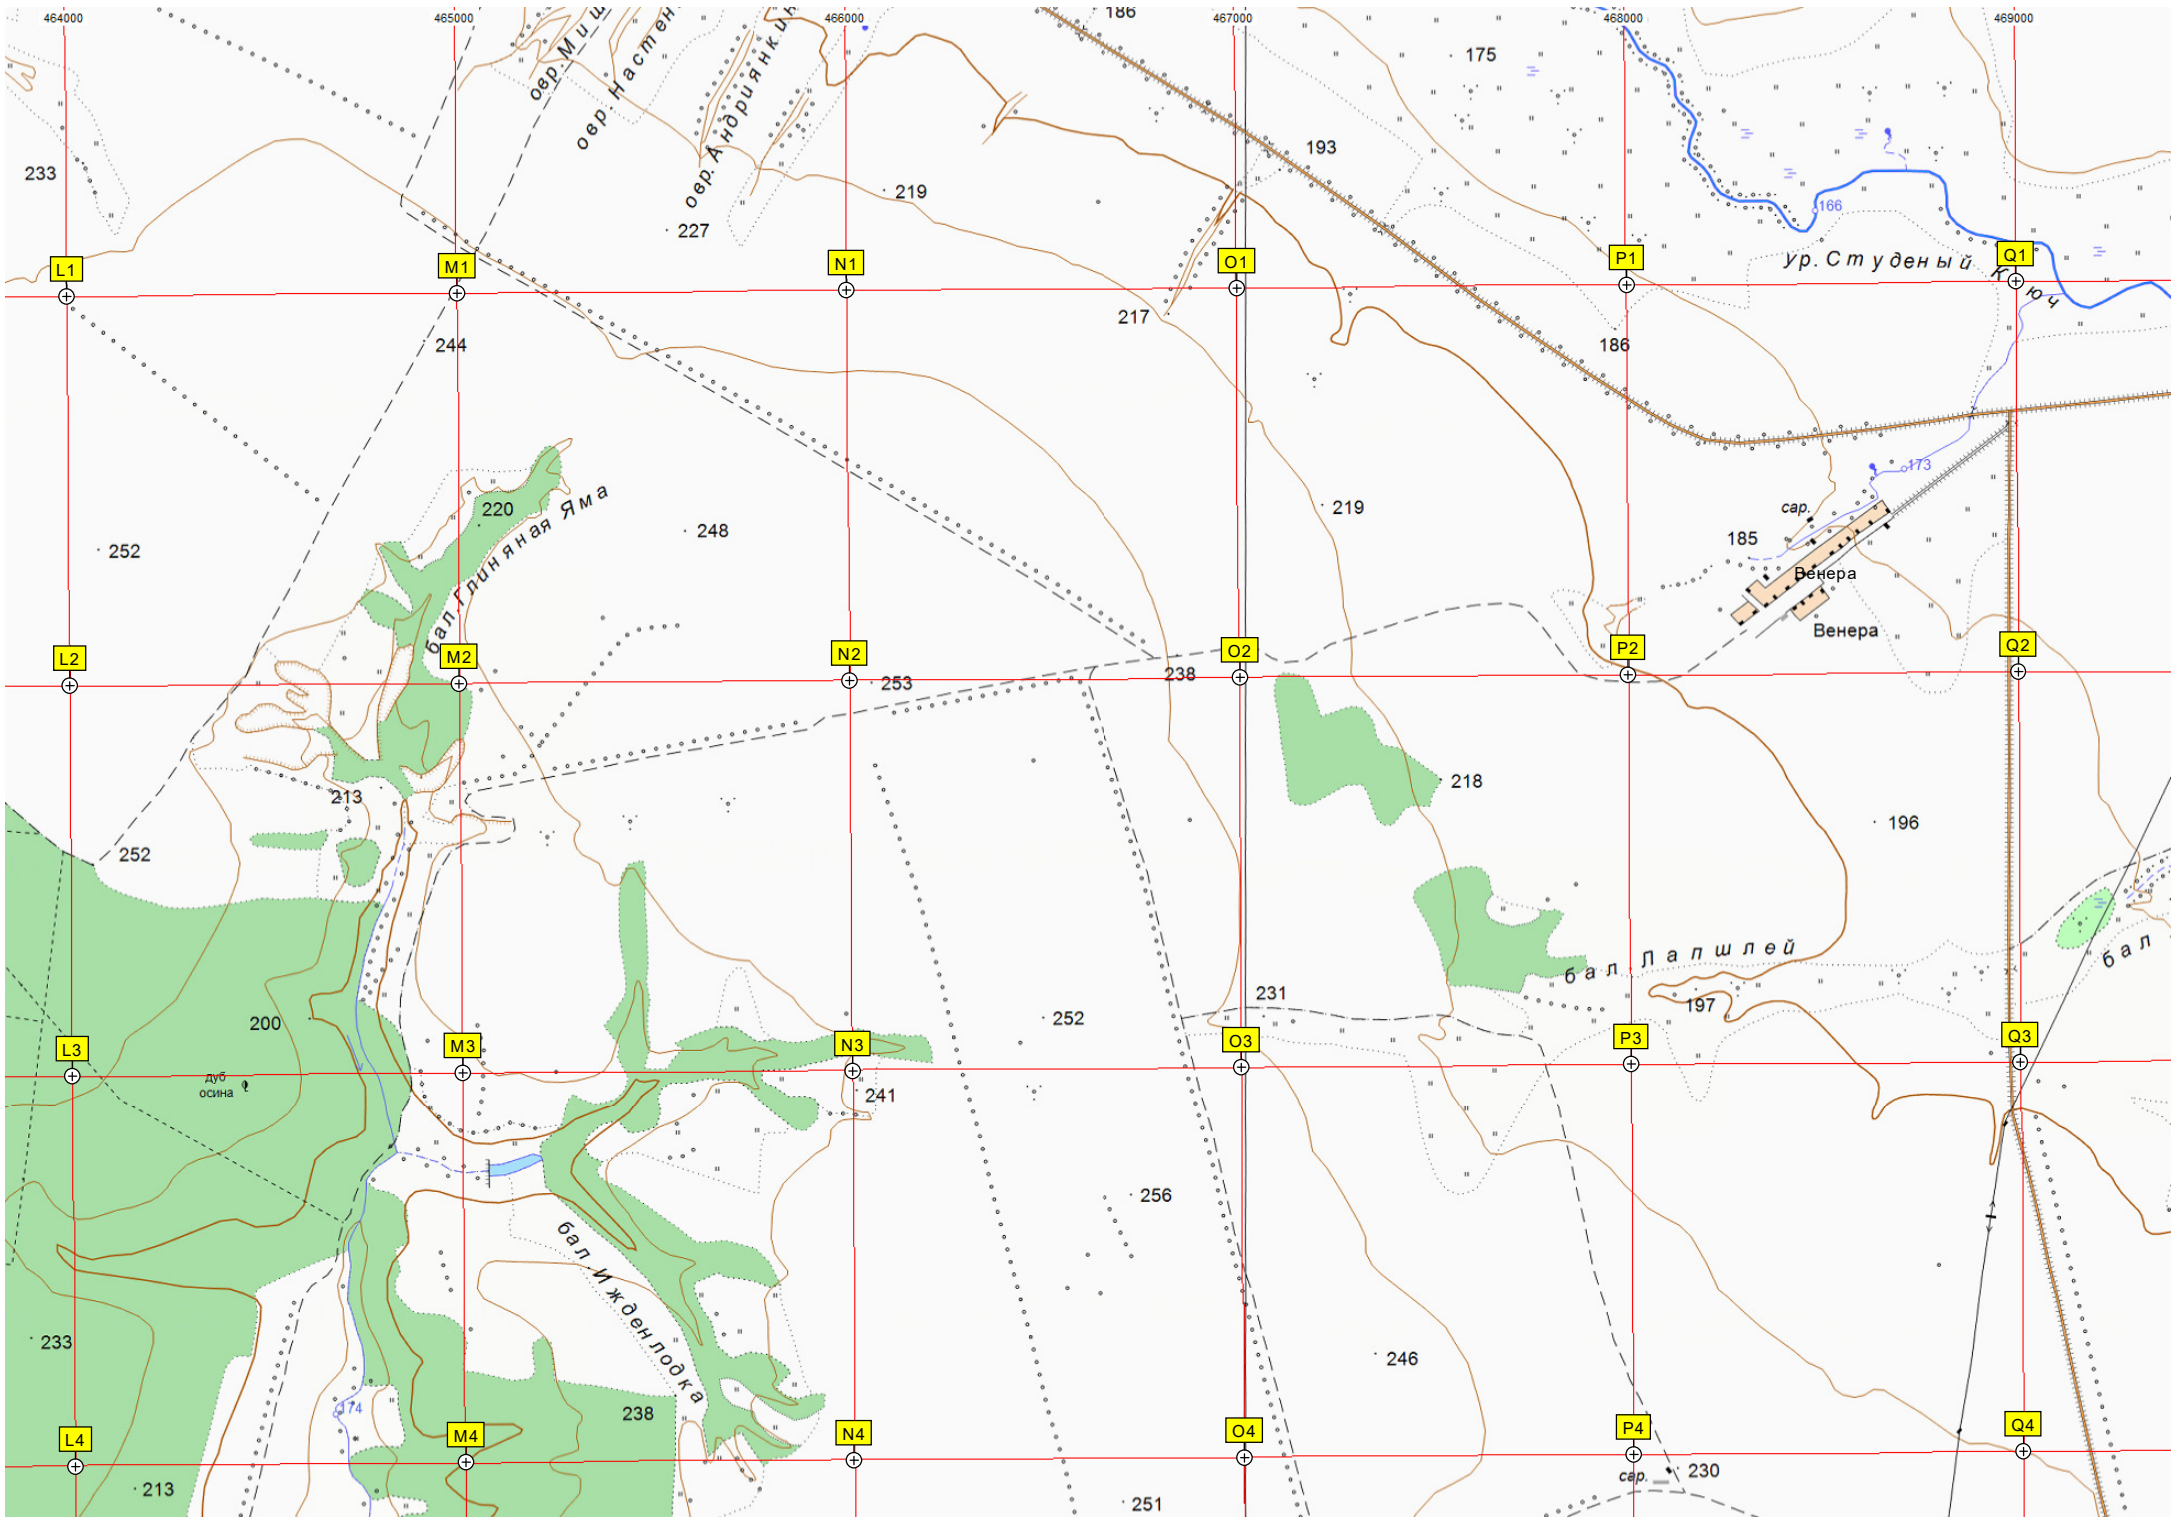 464000 465000 466000 467000 468000 469000
186
175
овр. Миш
овр. Настен
овр. Андриянкин
193
233
219
166
227
ур. Студеный Ключ
L1 M1 N1 O1 P1 Q1
217
244
186
173
220
219
сар.
252
248
185
бал Глиняная Яма
Венера
Венера
L2 M2 N2 O2 P2 Q2
253
238
218
213
196
252
бал Лапшлей
бал
231
197
200
252
L3 M3 N3 O3 P3 Q3
дуб
осина
241
256
бал Ижденлодка
233
246
174
238
L4 M4 N4 O4 P4 Q4
сар.
230
213
251